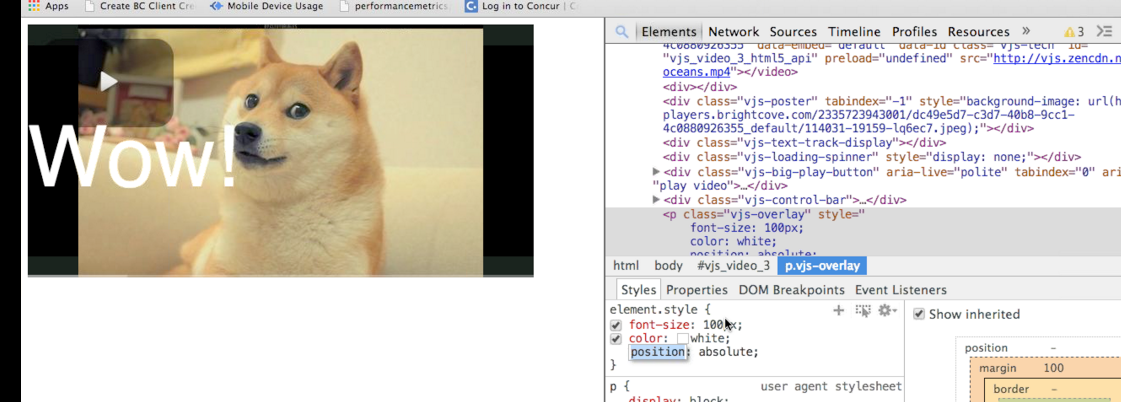 Apps Create BC Client Cre Mobile Device Usage performancemetrics Log in to Concur C
Wow!
Elements Network Sources Timeline Profiles Resources » 3
4c0880926355" data-embed="default" data-id class="vjs-tech" id=
"vjs_video_3_html5_api" preload="undefined" src="http://vjs.zencdn.n
oceans.mp4"></video>
<div></div>
<div class="vjs-poster" tabindex="-1" style="background-image: url(h
players.brightcove.com/2335723943001/dc49e5d7-c3d7-40b8-9cc1-
4c0880926355_default/114031-19159-lq6ec7.jpeg);"></div>
<div class="vjs-text-track-display"></div>
<div class="vjs-loading-spinner" style="display: none;"></div>
<div class="vjs-big-play-button" aria-live="polite" tabindex="0" ari
"play video">…</div>
<div class="vjs-control-bar">…</div>
<p class="vjs-overlay" style="
font-size: 100px;
color: white;
position: absolute;
html body #vjs_video_3 p.vjs-overlay
Styles Properties DOM Breakpoints Event Listeners
element.style {
font-size: 100px;
color: white;
position: absolute;
}
p { user agent stylesheet
display: block;
Show inherited
position –
margin 100
border –